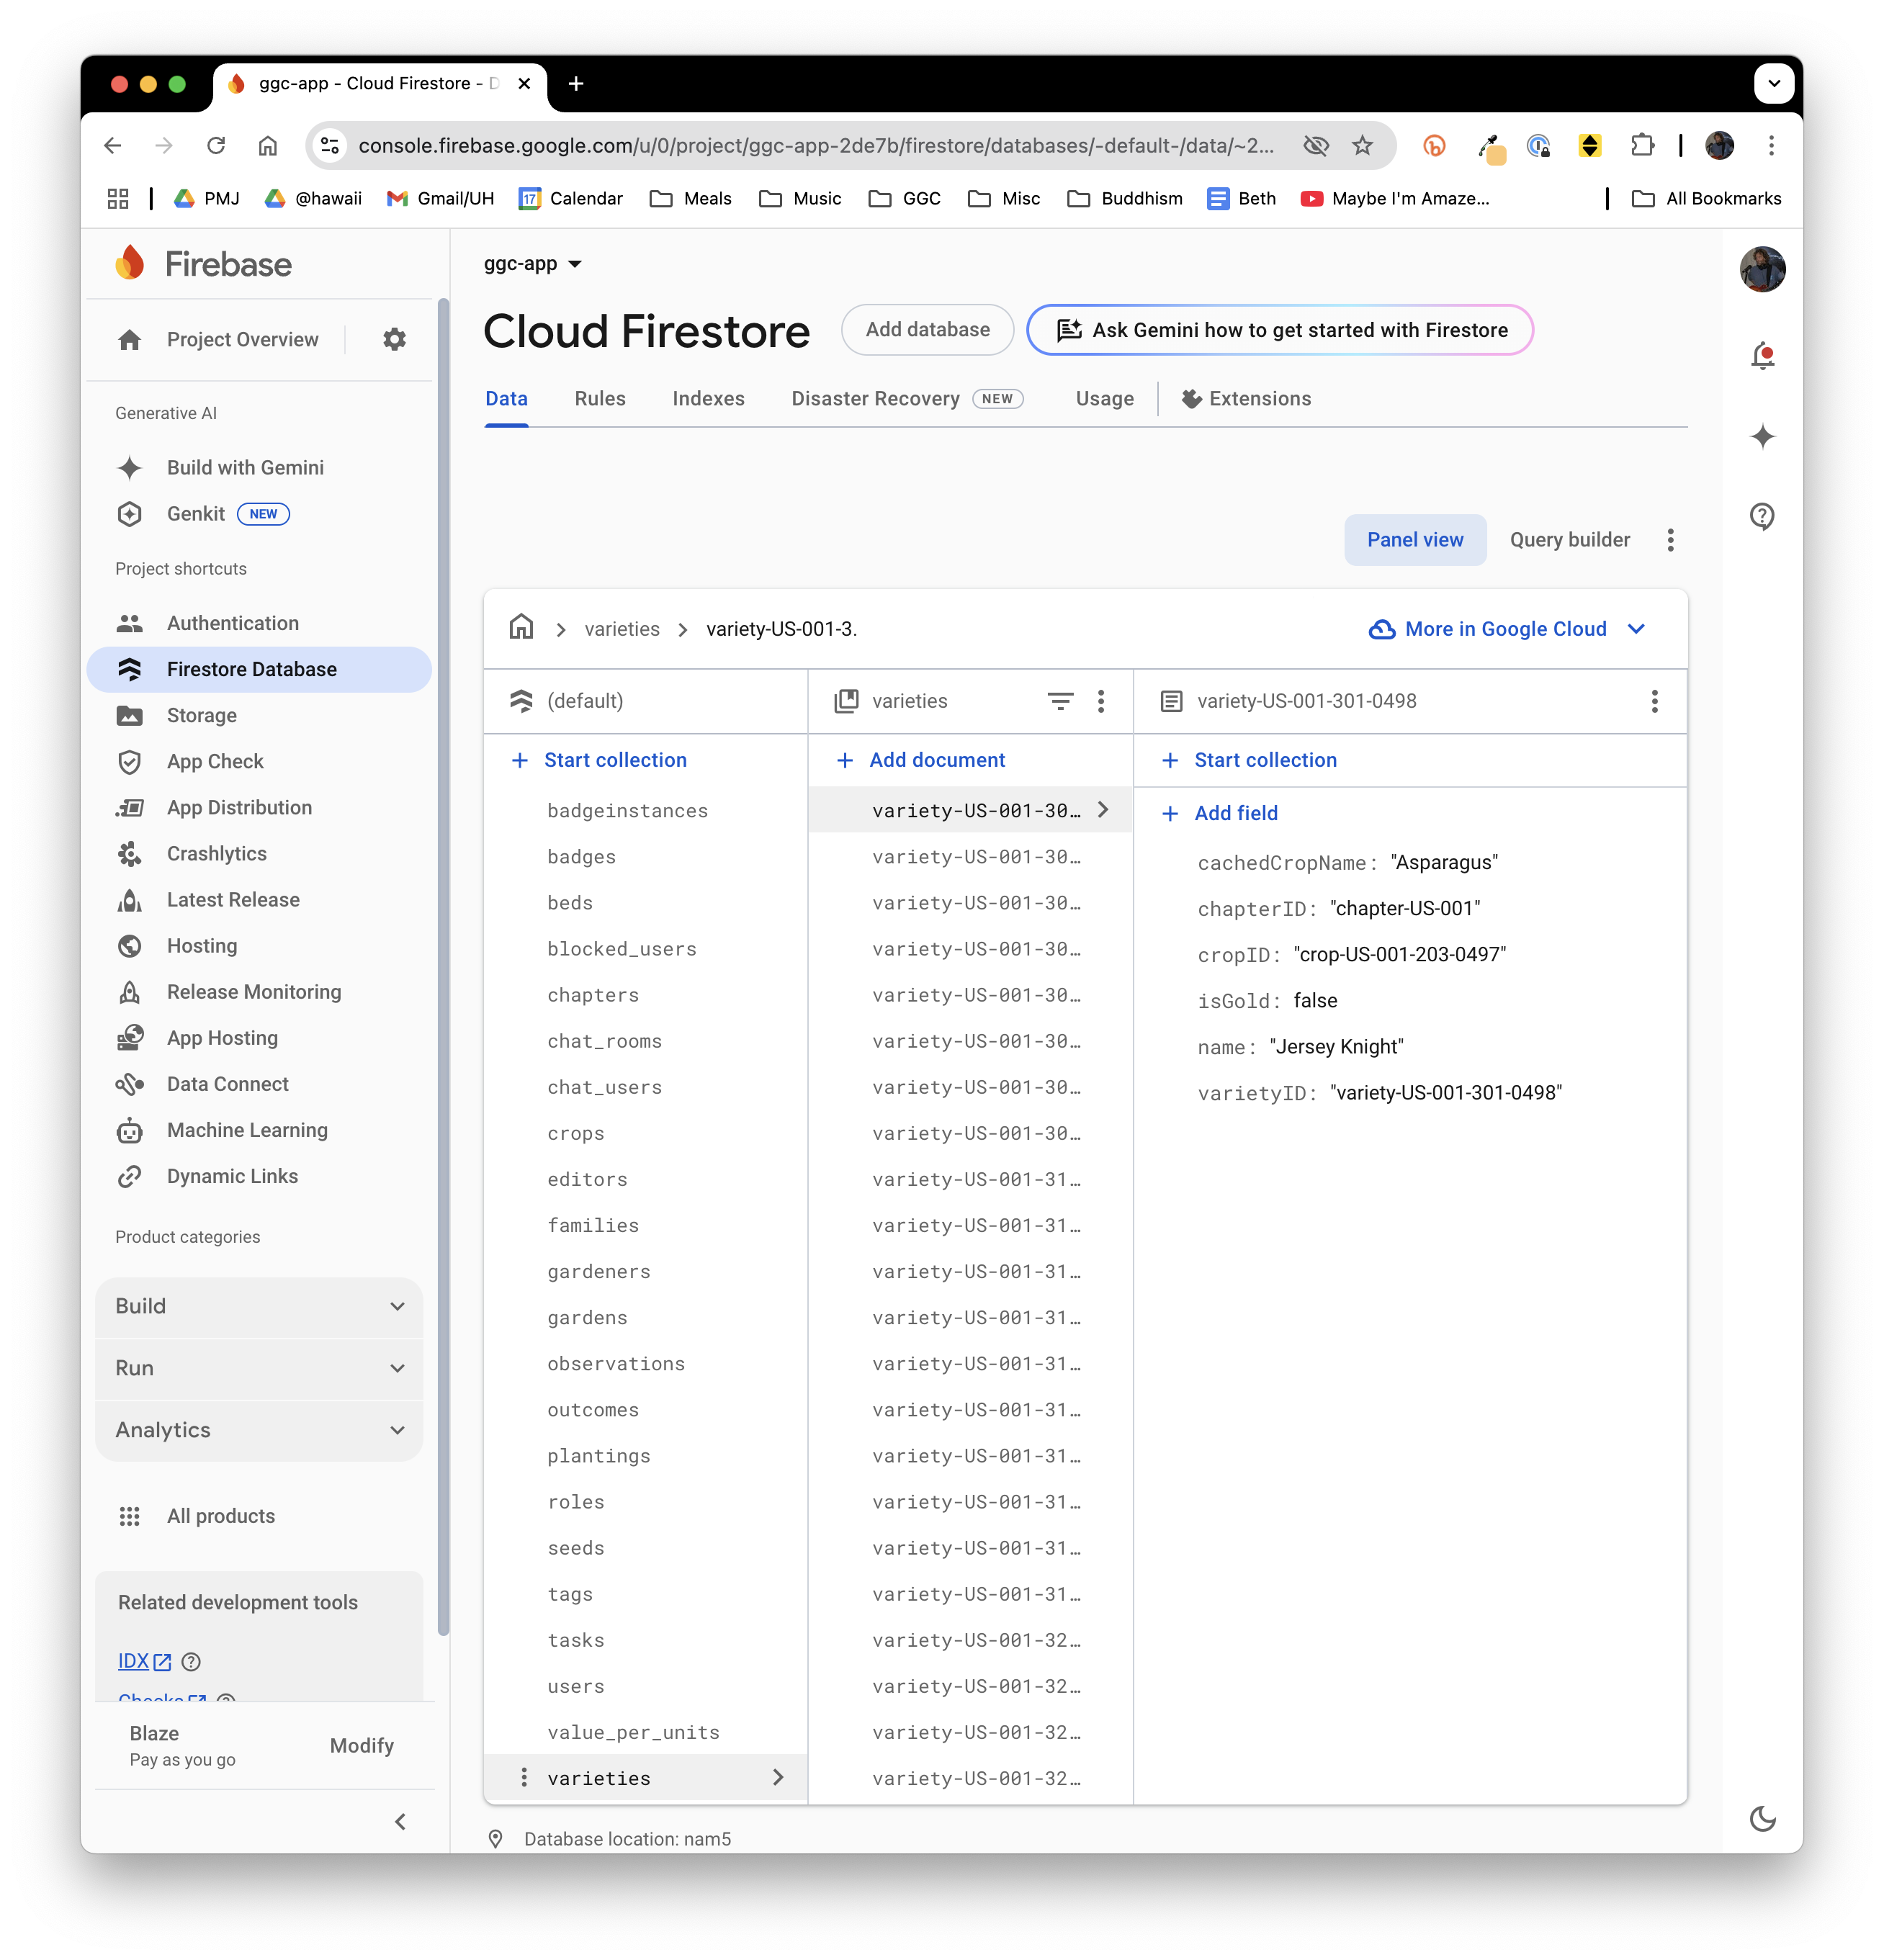 ggc-app - Cloud Firestore - D
console.firebase.google.com/u/0/project/ggc-app-2de7b/firestore/databases/-default-/data/~2...
PMJ @hawaii Gmail/UH 17 Calendar Meals Music GGC Misc Buddhism Beth Maybe I'm Amaze... All Bookmarks
Firebase
Project Overview
Generative AI
Build with Gemini
Genkit NEW
Project shortcuts
Authentication
Firestore Database
Storage
App Check
App Distribution
Crashlytics
Latest Release
Hosting
Release Monitoring
App Hosting
Data Connect
Machine Learning
Dynamic Links
Product categories
Build
Run
Analytics
All products
Related development tools
IDX
Checks
Blaze
Pay as you go
Modify
ggc-app
Cloud Firestore
Add database
Ask Gemini how to get started with Firestore
Data Rules Indexes Disaster Recovery NEW Usage Extensions
Panel view Query builder
varieties variety-US-001-3.
More in Google Cloud
(default)
Start collection
badgeinstances
badges
beds
blocked_users
chapters
chat_rooms
chat_users
crops
editors
families
gardeners
gardens
observations
outcomes
plantings
roles
seeds
tags
tasks
users
value_per_units
varieties
varieties
Add document
variety-US-001-30…
variety-US-001-30…
variety-US-001-30…
variety-US-001-30…
variety-US-001-30…
variety-US-001-30…
variety-US-001-30…
variety-US-001-30…
variety-US-001-31…
variety-US-001-31…
variety-US-001-31…
variety-US-001-31…
variety-US-001-31…
variety-US-001-31…
variety-US-001-31…
variety-US-001-31…
variety-US-001-31…
variety-US-001-31…
variety-US-001-32…
variety-US-001-32…
variety-US-001-32…
variety-US-001-32…
variety-US-001-301-0498
Start collection
Add field
cachedCropName: "Asparagus"
chapterID: "chapter-US-001"
cropID: "crop-US-001-203-0497"
isGold: false
name: "Jersey Knight"
varietyID: "variety-US-001-301-0498"
Database location: nam5